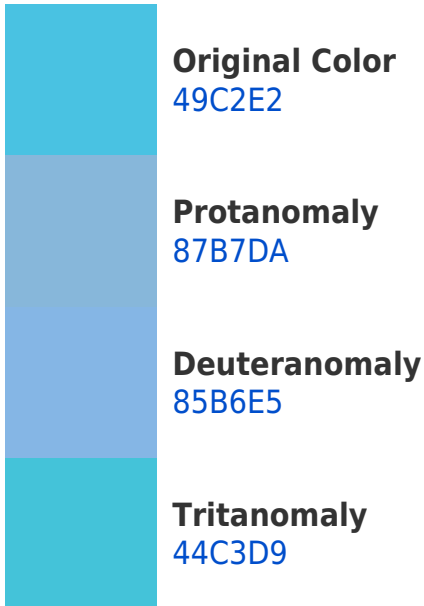 Original Color
49C2E2
Protanomaly
87B7DA
Deuteranomaly
85B6E5
Tritanomaly
44C3D9